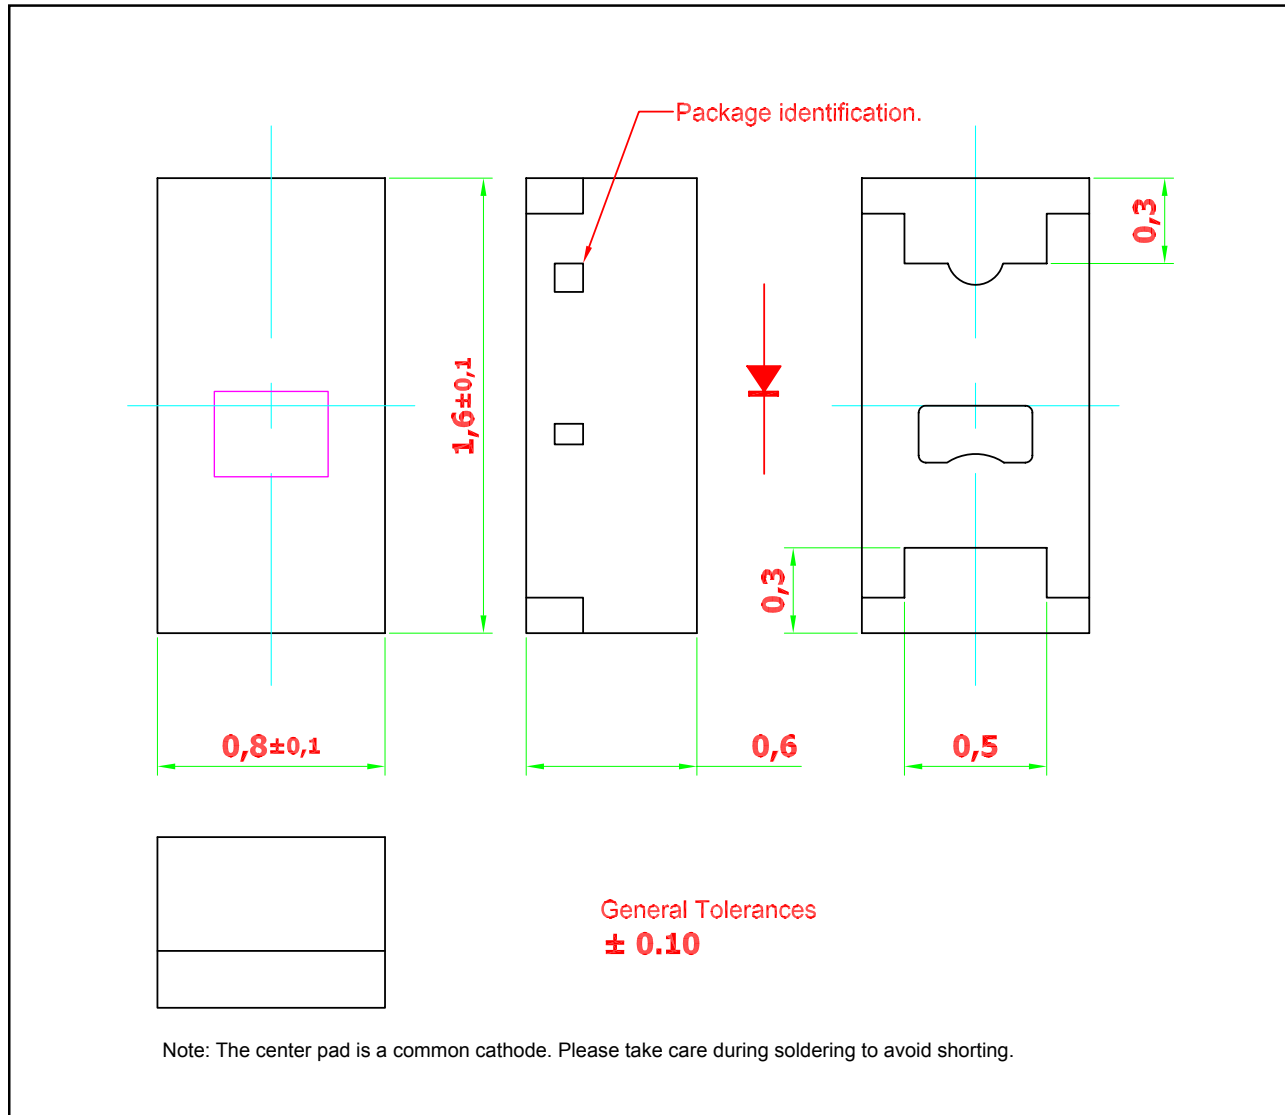 Package identification.
0,3
1,6±0,1
0,3
0,8±0,1
0,6
0,5
General Tolerances
± 0.10
Note: The center pad is a common cathode. Please take care during soldering to avoid shorting.